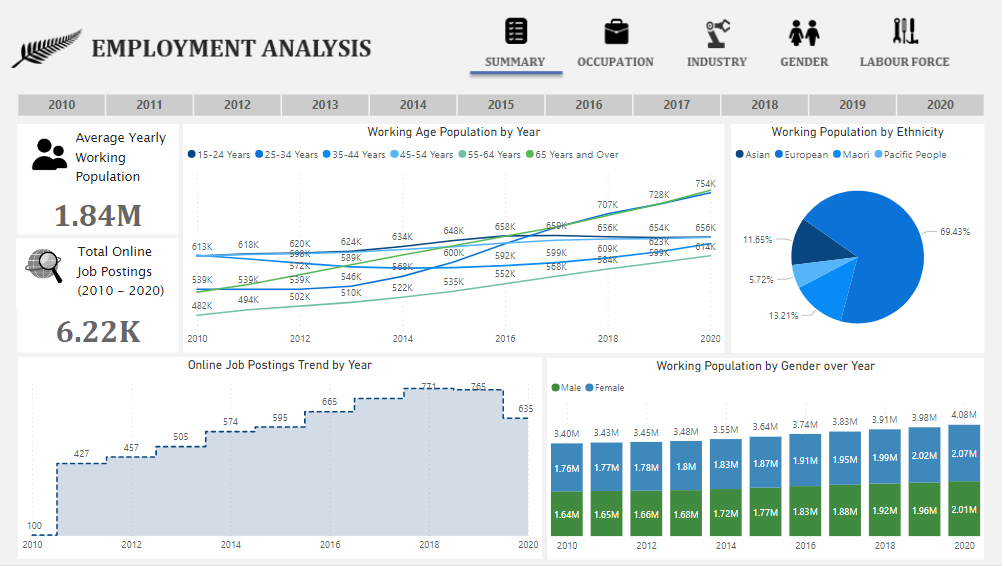 EMPLOYMENT ANALYSIS
SUMMARY OCCUPATION INDUSTRY GENDER LABOUR FORCE
2010 2011 2012 2013 2014 2015 2016 2017 2018 2019 2020
Average Yearly
Working
Population
1.84M
Total Online
Job Postings
(2010 – 2020)
6.22K
Working Age Population by Year
15-24 Years 25-34 Years 35-44 Years 45-54 Years 55-64 Years 65 Years and Over
754K
728K
707K
658K 659K 656K 654K 656K
648K
634K
613K 618K 620K 624K
623K
598K 589K 600K 592K 599K 609K 599K 614K
572K 568K 568K 584K
539K 539K 539K 546K 552K
522K 535K
482K 494K 502K 510K
2010 2012 2014 2016 2018 2020
Working Population by Ethnicity
Asian European Maori Pacific People
69.43%
11.65%
5.72%
13.21%
Online Job Postings Trend by Year
771 765
665
635
574 595
505
427 457
100
2010 2012 2014 2016 2018 2020
Working Population by Gender over Year
Male Female
3.40M 3.43M 3.45M 3.48M 3.55M 3.64M 3.74M 3.83M 3.91M 3.98M 4.08M
1.76M 1.77M 1.78M 1.8M 1.83M 1.87M 1.91M 1.95M 1.99M 2.02M 2.07M
1.64M 1.65M 1.66M 1.68M 1.72M 1.77M 1.83M 1.88M 1.92M 1.96M 2.01M
2010 2012 2014 2016 2018 2020